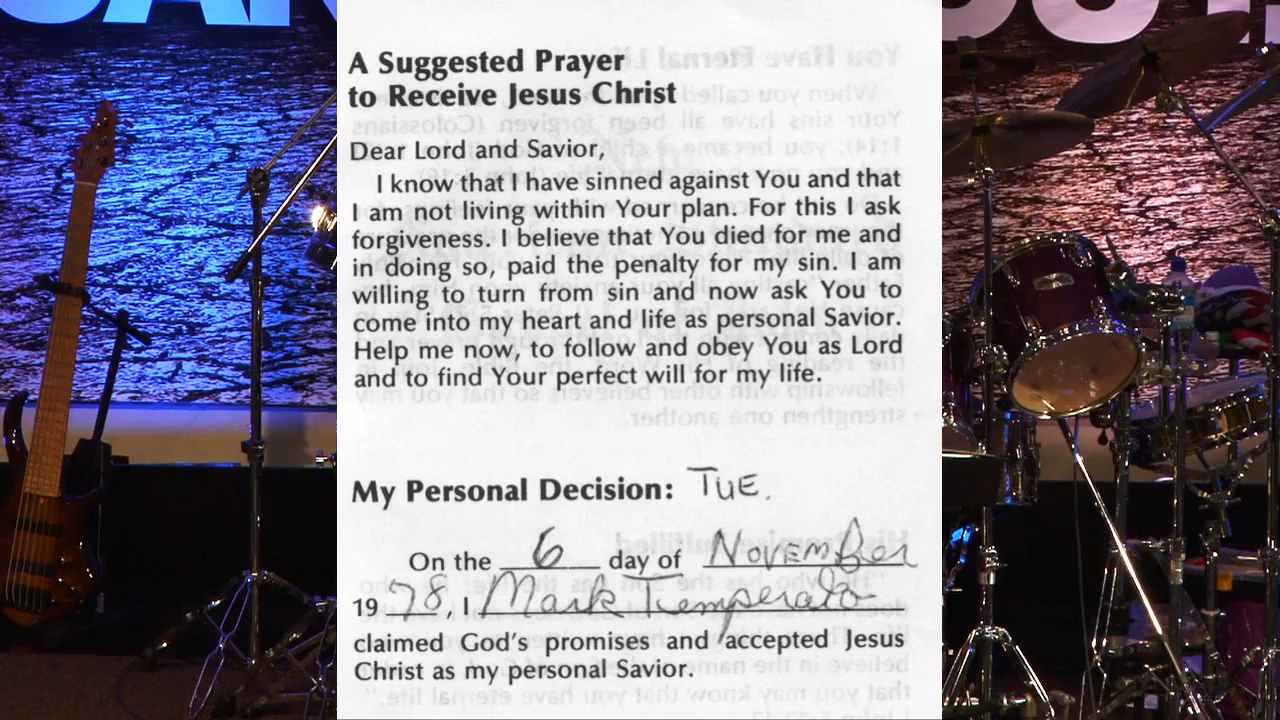 A Suggested Prayer
to Receive Jesus Christ
Dear Lord and Savior,
I know that I have sinned against You and that
I am not living within Your plan. For this I ask
forgiveness. I believe that You died for me and
in doing so, paid the penalty for my sin. I am
willing to turn from sin and now ask You to
come into my heart and life as personal Savior.
Help me now, to follow and obey You as Lord
and to find Your perfect will for my life.
My Personal Decision: TUE.
On the 6 day of November
1978, I Mark Temperato
claimed God's promises and accepted Jesus
Christ as my personal Savior.